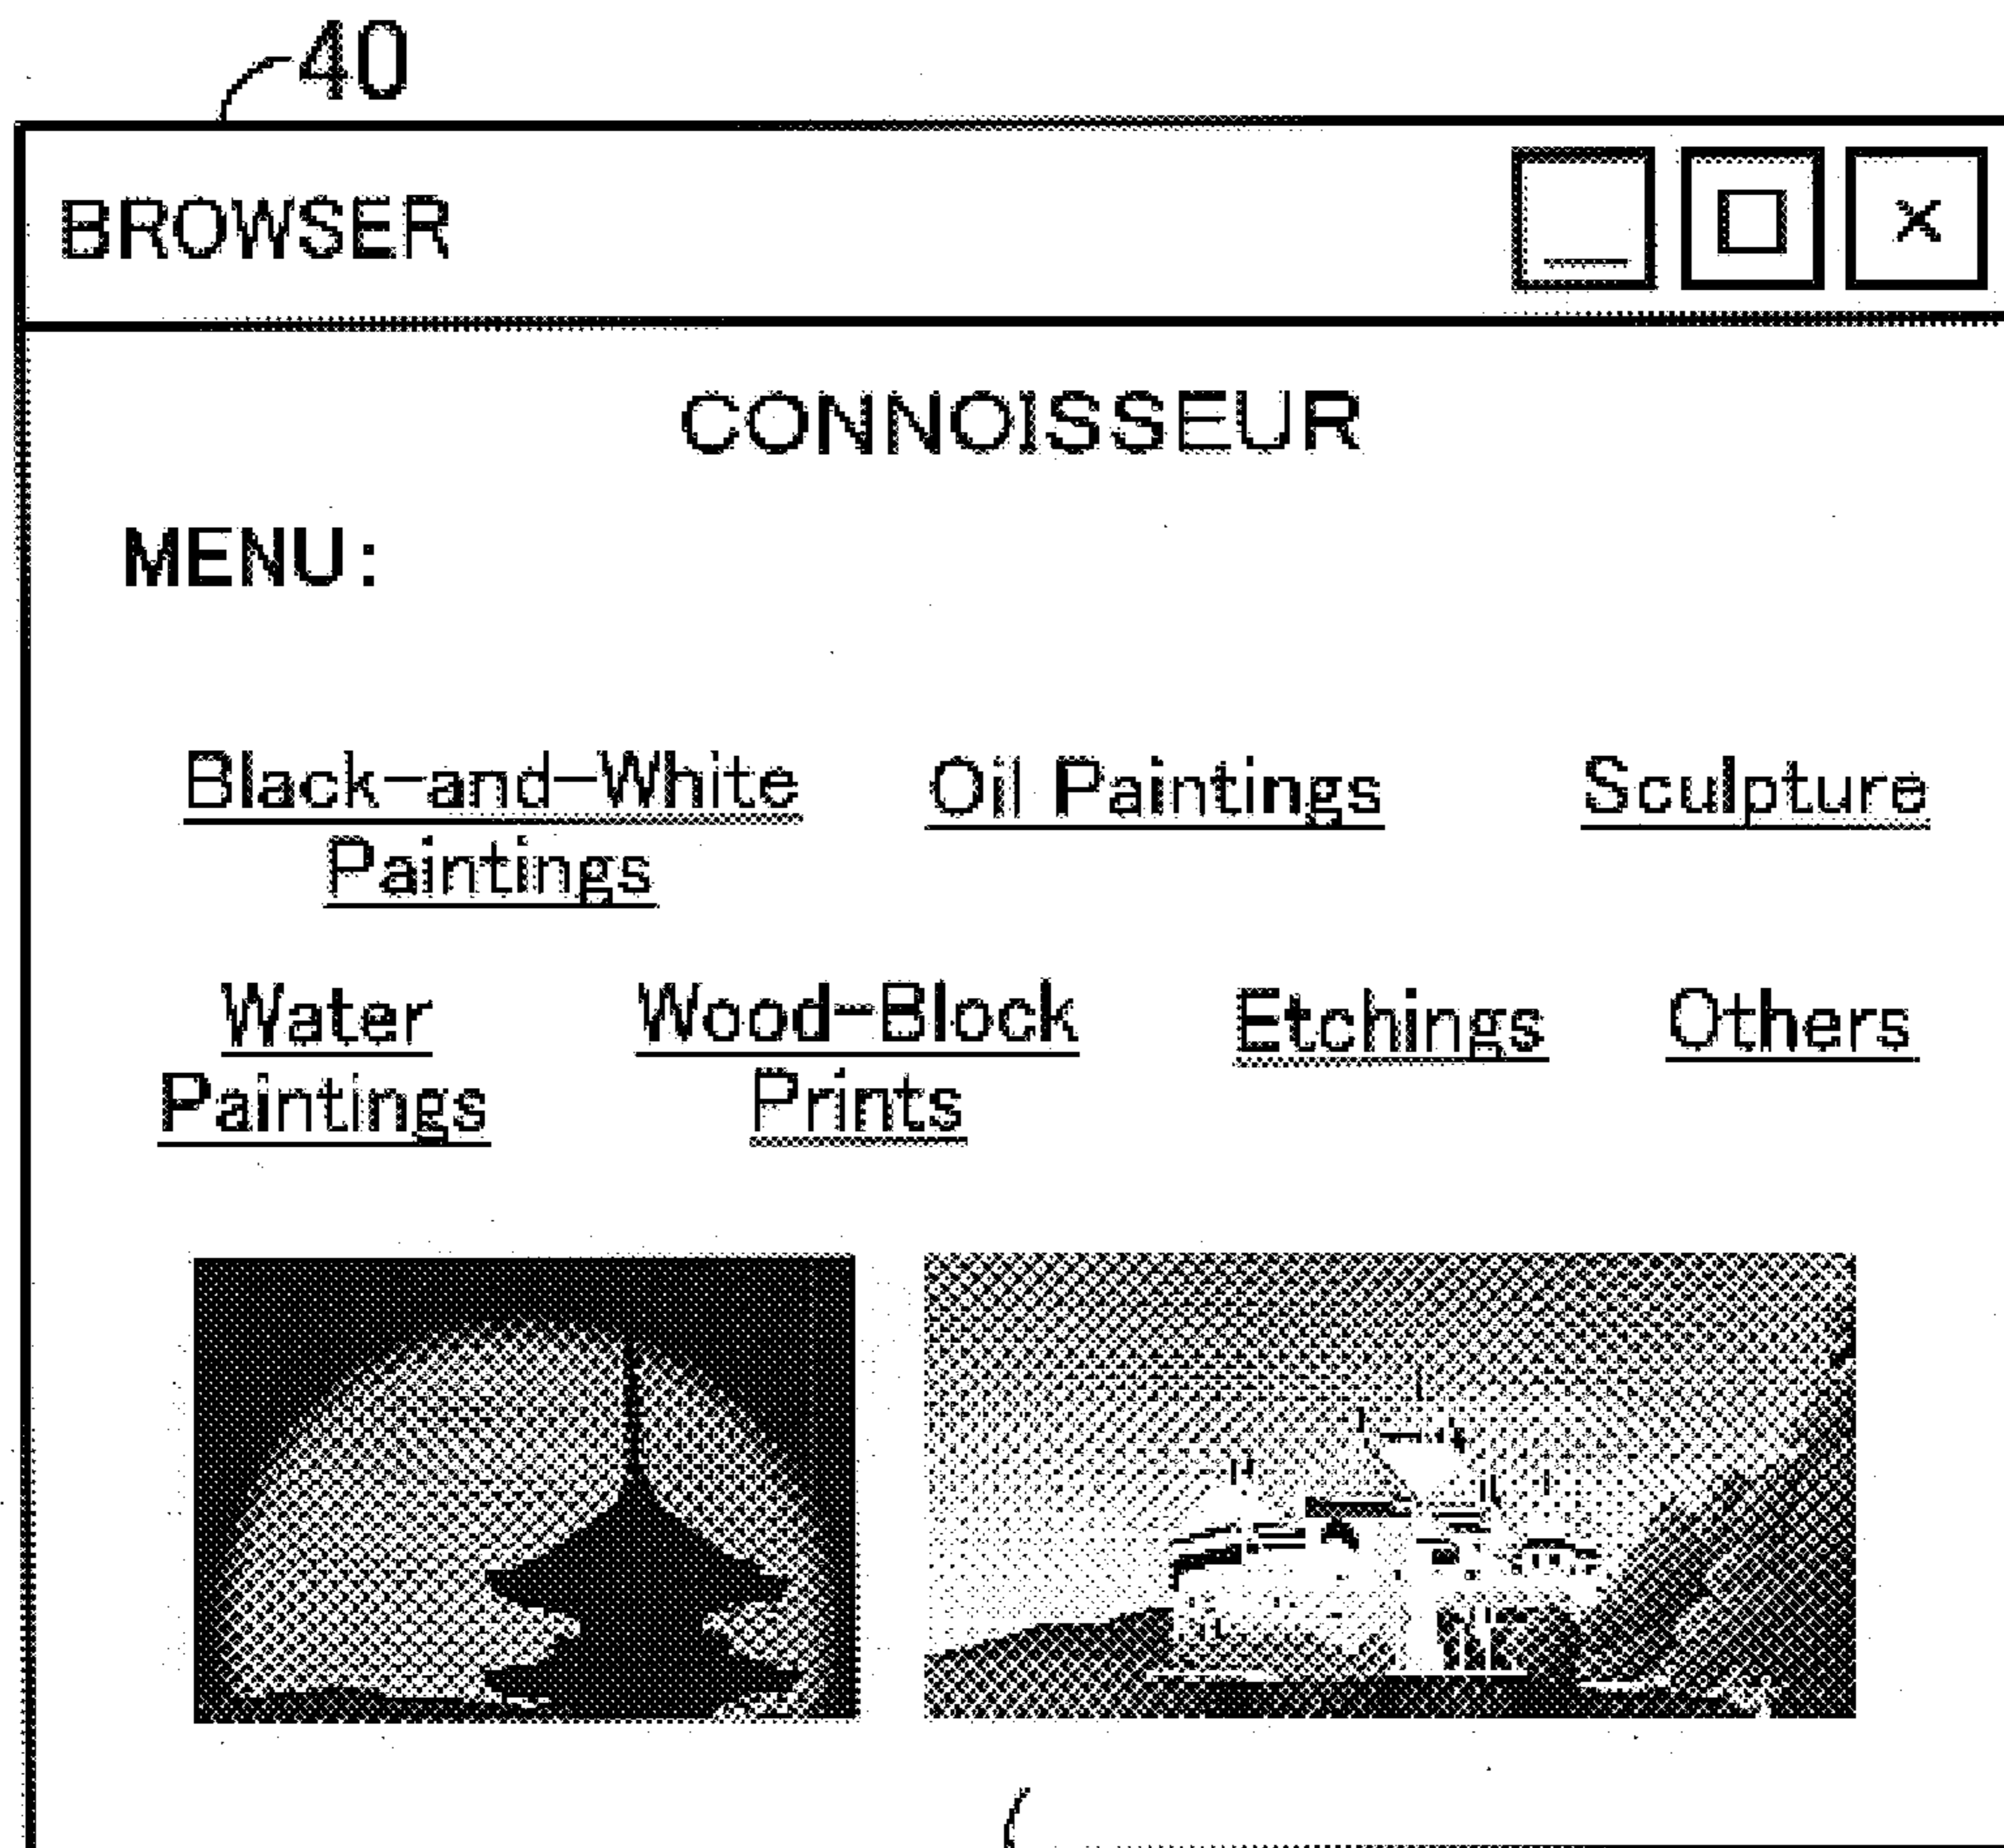 40
BROWSER
CONNOISSEUR
MENU:
Black-and-White Oil Paintings Sculpture
Paintings
Water Wood-Block Etchings Others
Paintings Prints